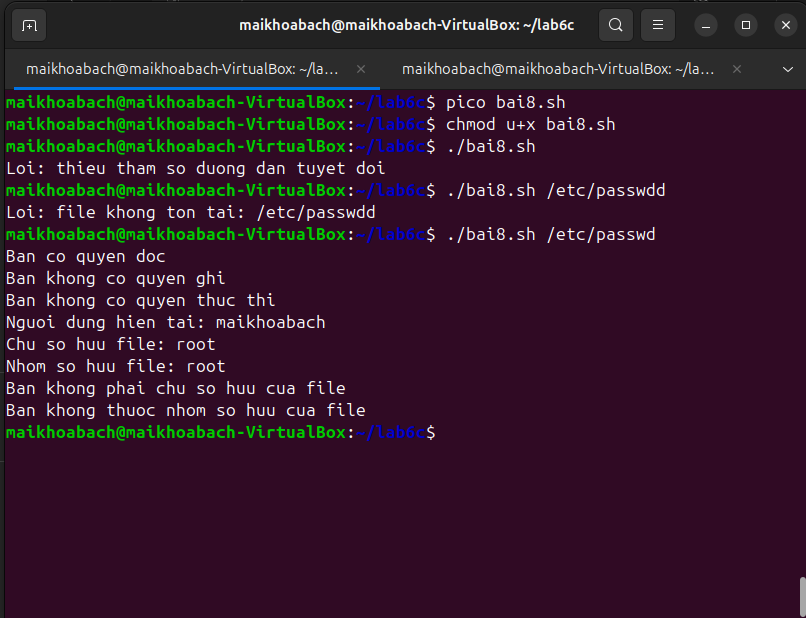 maikhoabach@maikhoabach-VirtualBox: ~/lab6c
maikhoabach@maikhoabach-VirtualBox: ~/la... × maikhoabach@maikhoabach-VirtualBox: ~/la... ×
maikhoabach@maikhoabach-VirtualBox:~/lab6c$ pico bai8.sh
maikhoabach@maikhoabach-VirtualBox:~/lab6c$ chmod u+x bai8.sh
maikhoabach@maikhoabach-VirtualBox:~/lab6c$ ./bai8.sh
Loi: thieu tham so duong dan tuyet doi
maikhoabach@maikhoabach-VirtualBox:~/lab6c$ ./bai8.sh /etc/passwdd
Loi: file khong ton tai: /etc/passwdd
maikhoabach@maikhoabach-VirtualBox:~/lab6c$ ./bai8.sh /etc/passwd
Ban co quyen doc
Ban khong co quyen ghi
Ban khong co quyen thuc thi
Nguoi dung hien tai: maikhoabach
Chu so huu file: root
Nhom so huu file: root
Ban khong phai chu so huu cua file
Ban khong thuoc nhom so huu cua file
maikhoabach@maikhoabach-VirtualBox:~/lab6c$